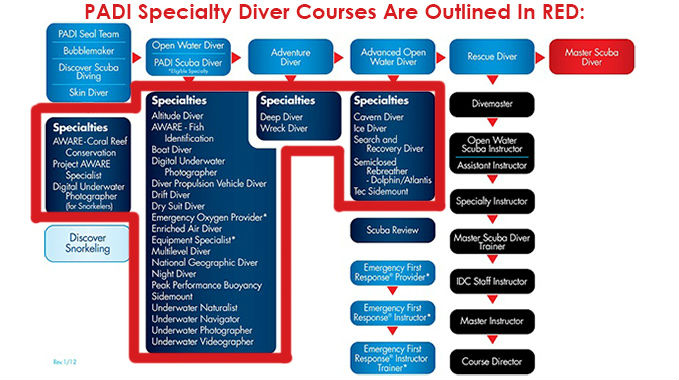 PADI Specialty Diver Courses Are Outlined In RED:
PADI Seal Team
Bubblemaker
Discover Scuba
Diving
Skin Diver
Open Water Diver
PADI Scuba Diver
*Eligible Specialty
Adventure
Diver
Advanced Open
Water Diver
Rescue Diver
Master Scuba
Diver
Specialties
AWARE - Coral Reef
Conservation
Project AWARE
Specialist
Digital Underwater
Photographer
(for Snorkelers)
Discover
Snorkeling
Specialties
Altitude Diver
AWARE - Fish
Identification
Boat Diver
Digital Underwater
Photographer
Diver Propulsion Vehicle Diver
Drift Diver
Dry Suit Diver
Emergency Oxygen Provider*
Enriched Air Diver
Equipment Specialist*
Multilevel Diver
National Geographic Diver
Night Diver
Peak Performance Buoyancy
Sidemount
Underwater Naturalist
Underwater Navigator
Underwater Photographer
Underwater Videographer
Specialties
Deep Diver
Wreck Diver
Specialties
Cavern Diver
Ice Diver
Search and
Recovery Diver
Semiclosed
Rebreather
- Dolphin/Atlantis
Tec Sidemount
Scuba Review
Emergency First
Response® Provider*
Emergency First
Response® Instructor*
Emergency First
Response® Instructor
Trainer*
Divemaster
Open Water
Scuba Instructor
Assistant Instructor
Specialty Instructor
Master Scuba Diver
Trainer
IDC Staff Instructor
Master Instructor
Course Director
Rev.1/12